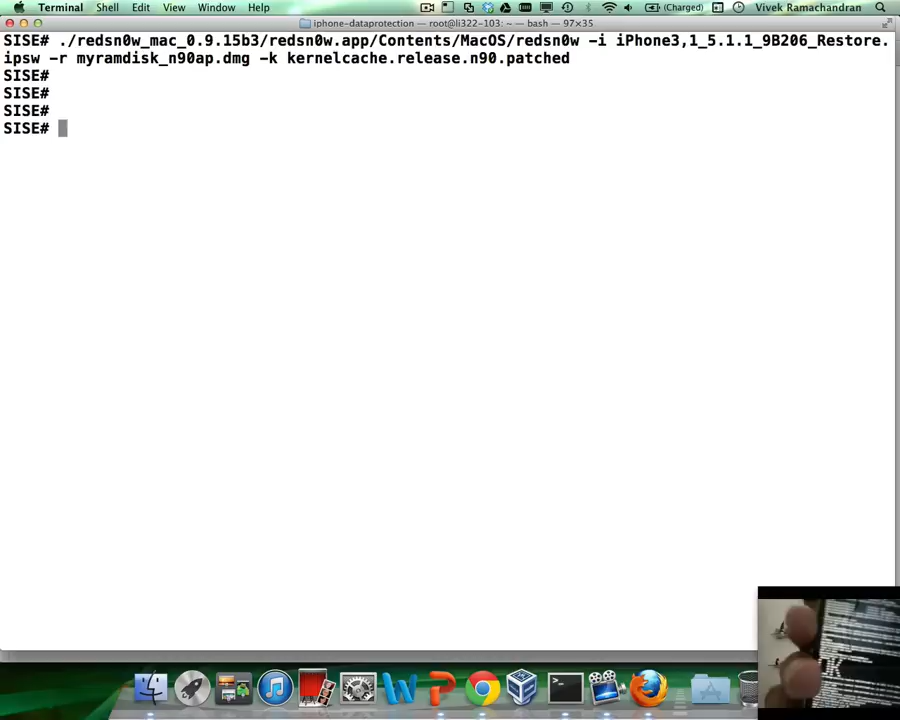 Terminal Shell Edit View Window Help (Charged) Vivek Ramachandran
iphone-dataprotection — root@li322-103: ~ — bash — 97×35
SISE# ./redsn0w_mac_0.9.15b3/redsn0w.app/Contents/MacOS/redsn0w -i iPhone3,1_5.1.1_9B206_Restore.
ipsw -r myramdisk_n90ap.dmg -k kernelcache.release.n90.patched
SISE#
SISE#
SISE#
SISE#